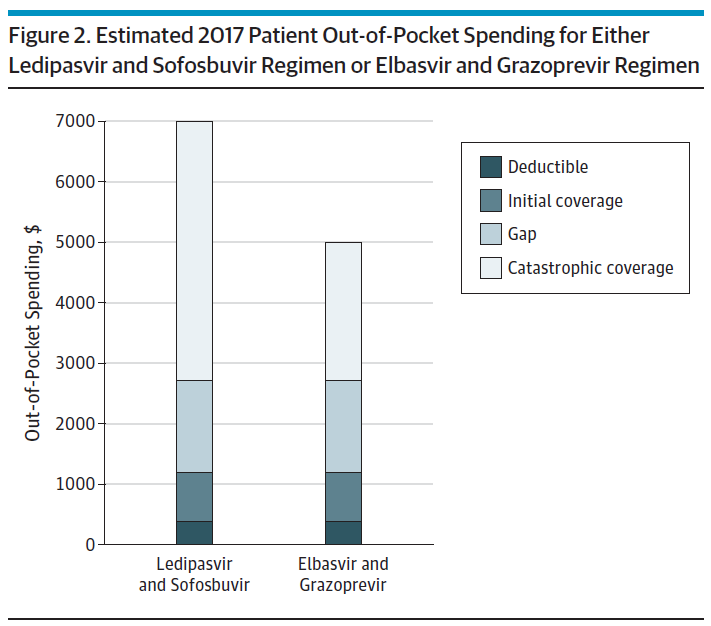 Figure 2. Estimated 2017 Patient Out-of-Pocket Spending for Either
Ledipasvir and Sofosbuvir Regimen or Elbasvir and Grazoprevir Regimen
Out-of-Pocket Spending, $
7000
6000
5000
4000
3000
2000
1000
0
Ledipasvir
and Sofosbuvir
Elbasvir and
Grazoprevir
Deductible
Initial coverage
Gap
Catastrophic coverage